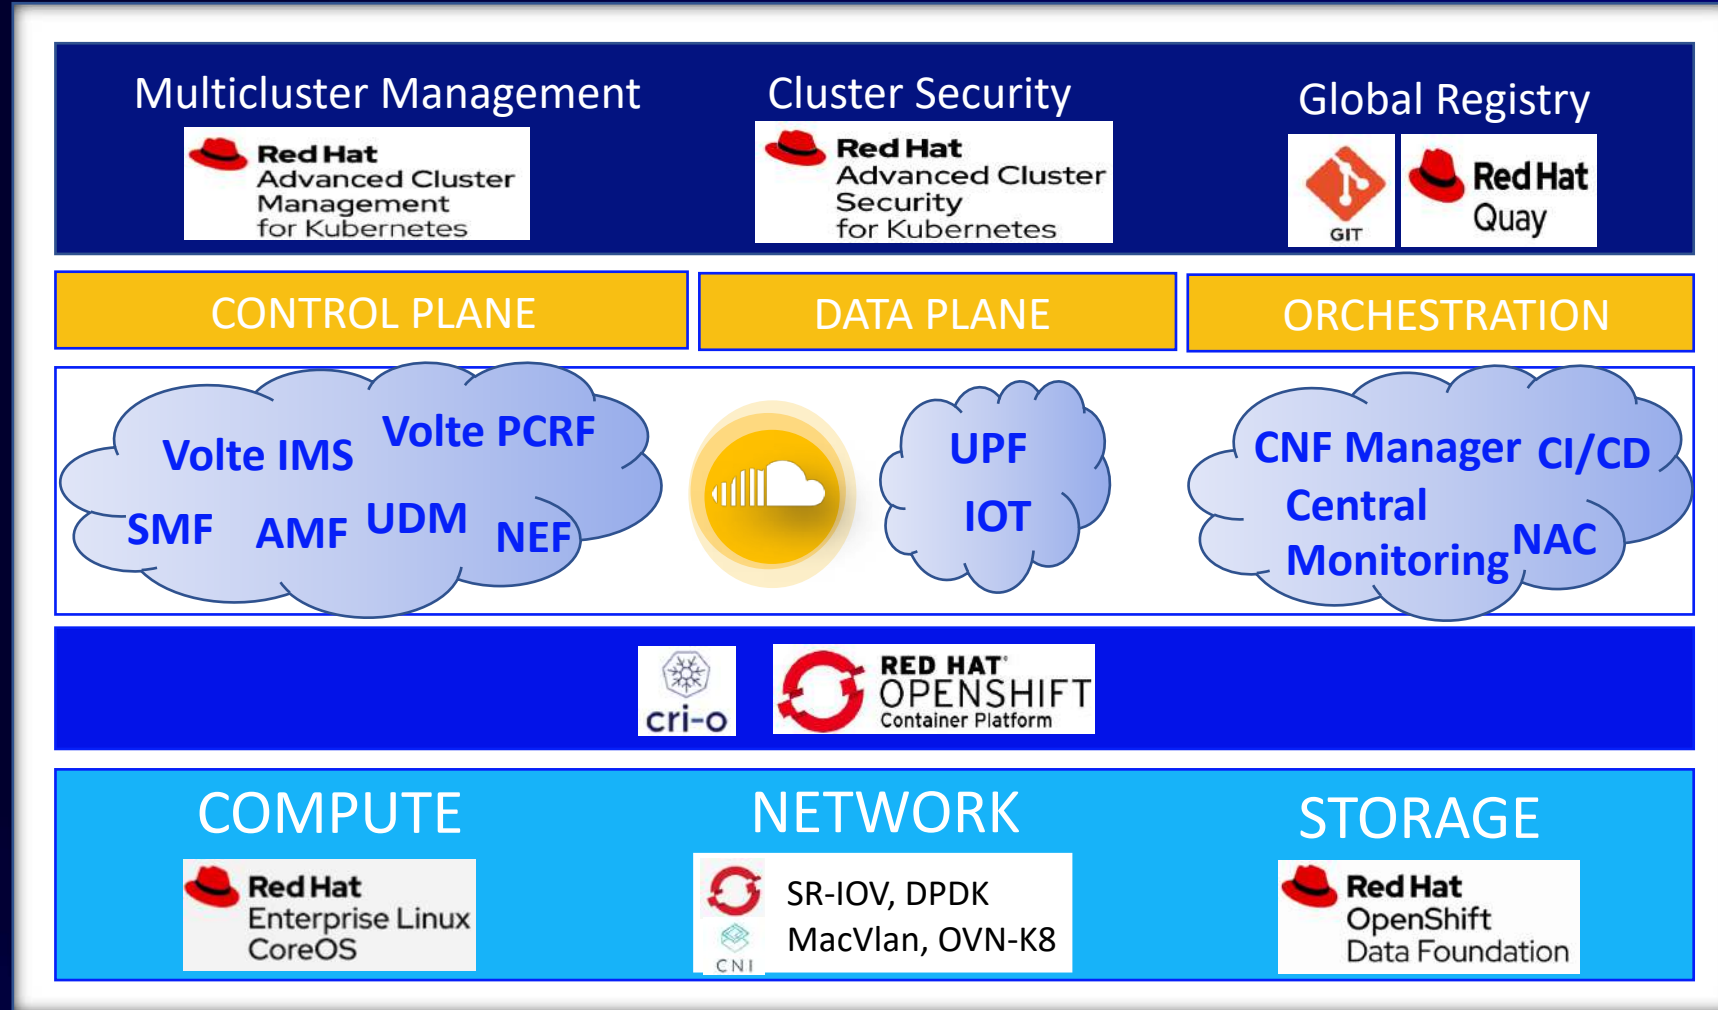 Multicluster Management
Red Hat
Advanced Cluster
Management
for Kubernetes
Cluster Security
Red Hat
Advanced Cluster
Security
for Kubernetes
Global Registry
GIT
Red Hat
Quay
CONTROL PLANE
DATA PLANE
ORCHESTRATION
Volte IMS
Volte PCRF
SMF
AMF
UDM
NEF
UPF
IOT
CNF Manager
CI/CD
Central
Monitoring
NAC
cri-o
RED HAT®
OPENSHIFT
Container Platform
COMPUTE
Red Hat
Enterprise Linux
CoreOS
NETWORK
CNI
SR-IOV, DPDK
MacVlan, OVN-K8
STORAGE
Red Hat
OpenShift
Data Foundation